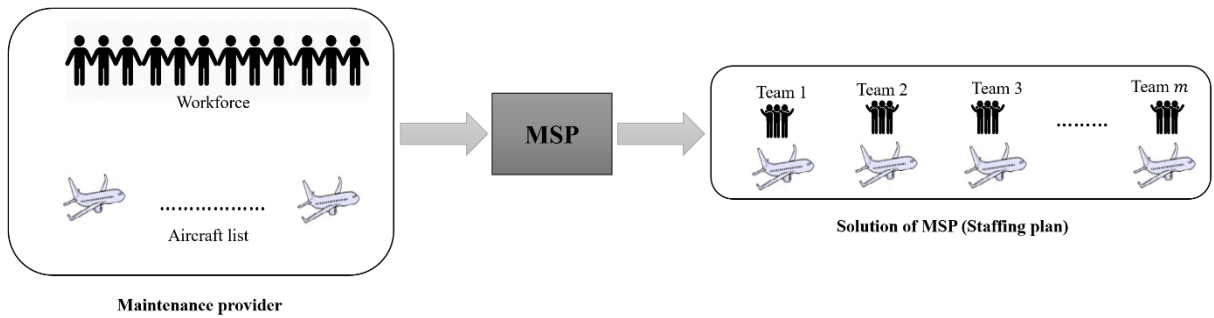 Workforce
………………
Aircraft list
Maintenance provider
MSP
Team 1 Team 2 Team 3 ……… Team m
Solution of MSP (Staffing plan)